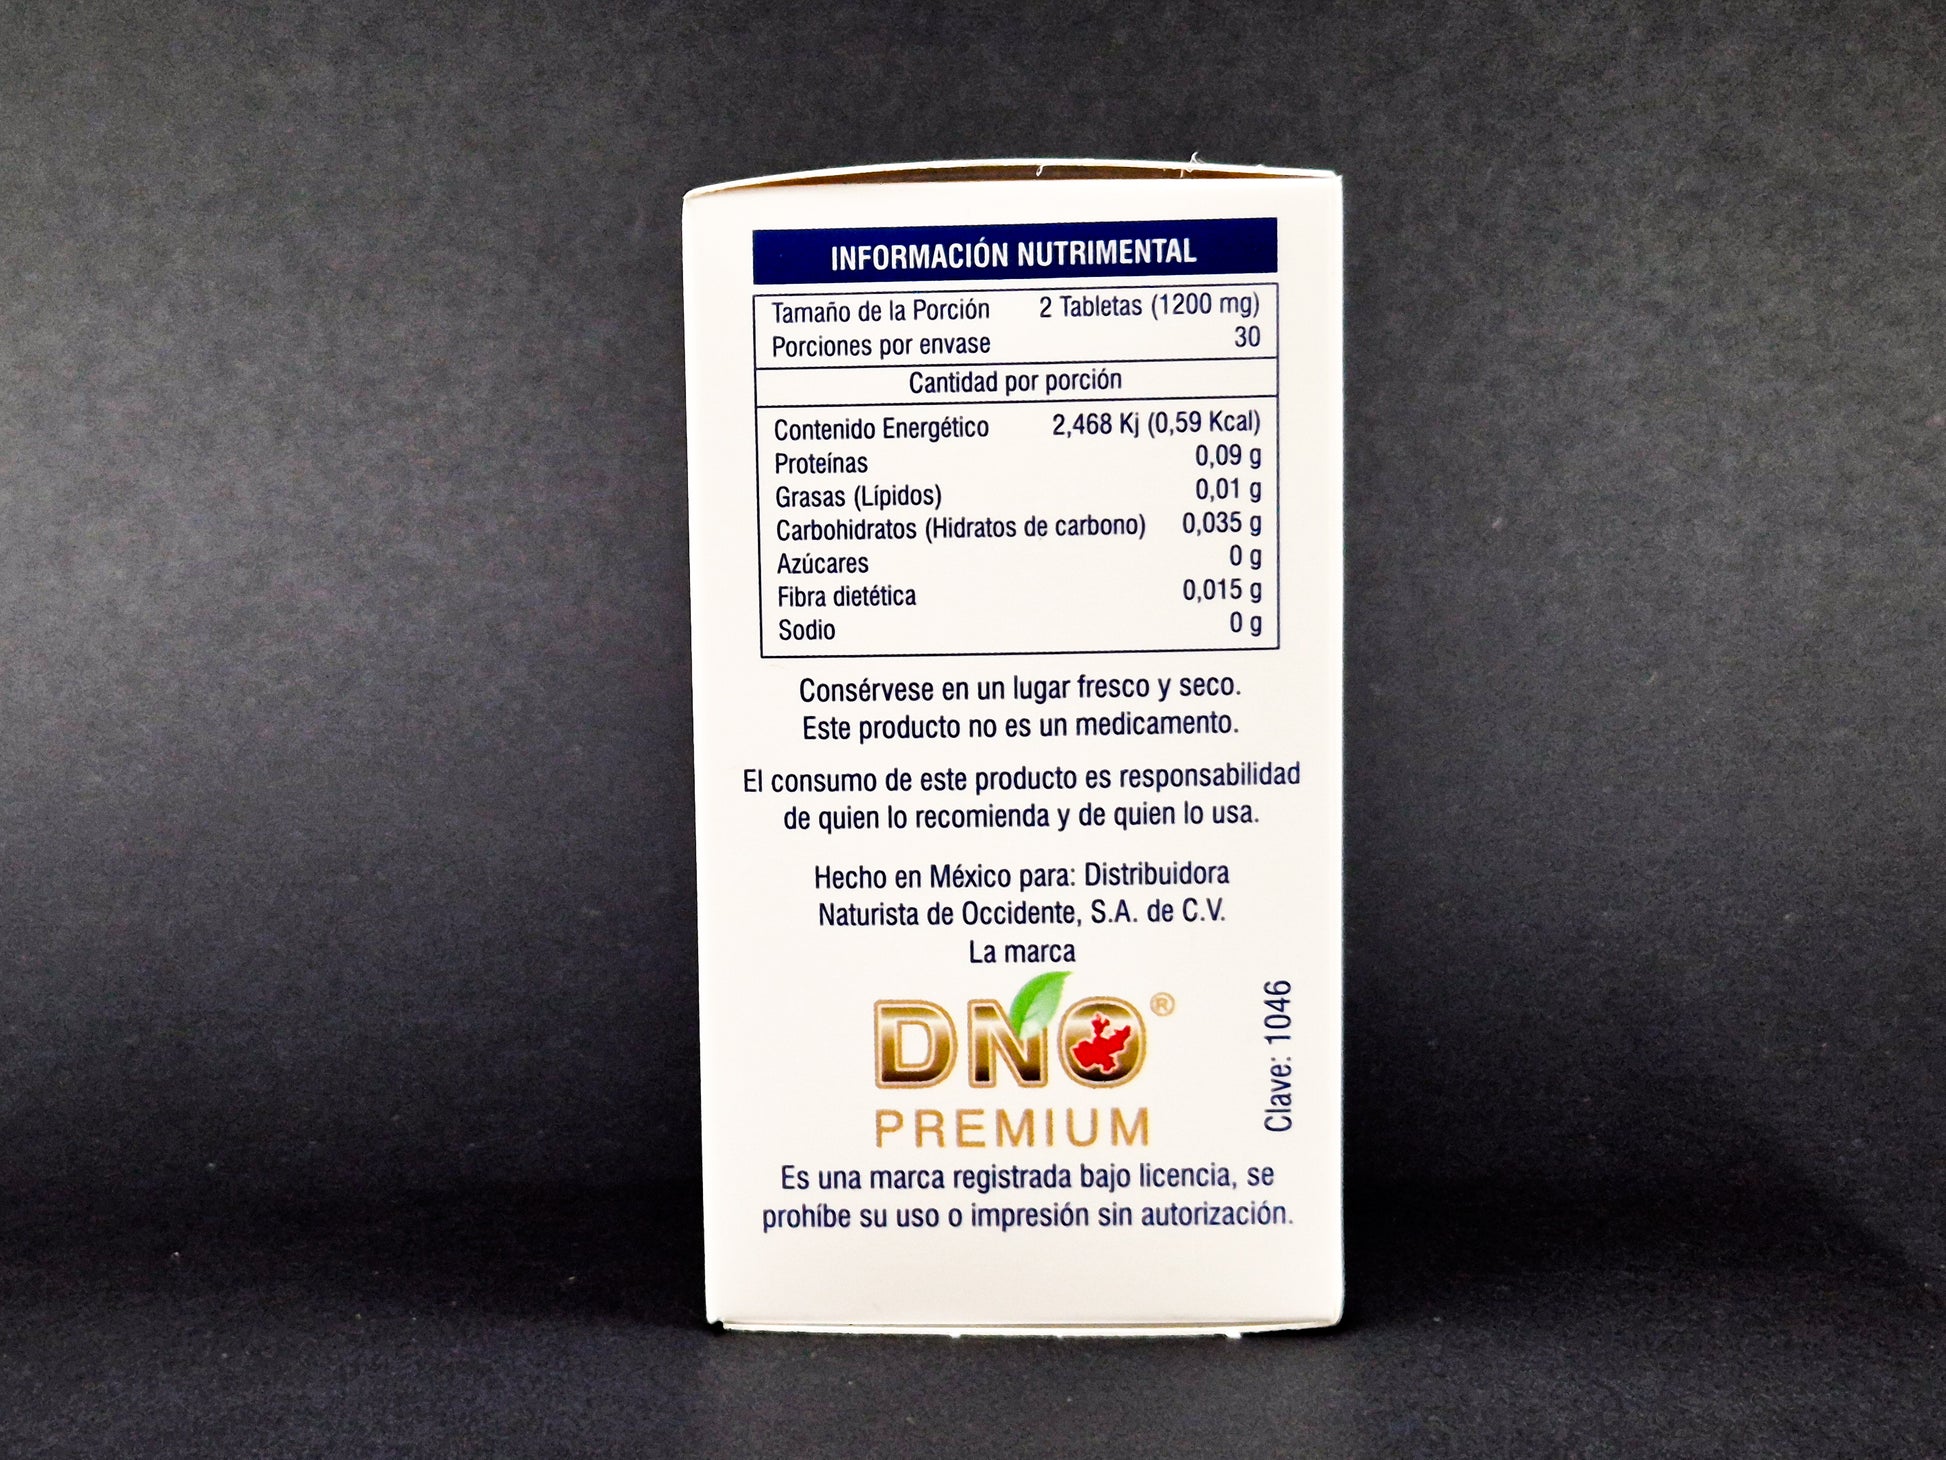 INFORMACIÓN NUTRIMENTAL
Tamaño de la Porción 2 Tabletas (1200 mg)
Porciones por envase 30
Cantidad por porción
Contenido Energético 2,468 Kj (0,59 Kcal)
Proteínas 0,09 g
Grasas (Lípidos) 0,01 g
Carbohidratos (Hidratos de carbono) 0,035 g
Azúcares 0 g
Fibra dietética 0,015 g
Sodio 0 g
Consérvese en un lugar fresco y seco.
Este producto no es un medicamento.
El consumo de este producto es responsabilidad
de quien lo recomienda y de quien lo usa.
Hecho en México para: Distribuidora
Naturista de Occidente, S.A. de C.V.
La marca
DNO®
PREMIUM
Clave: 1046
Es una marca registrada bajo licencia, se
prohíbe su uso o impresión sin autorización.